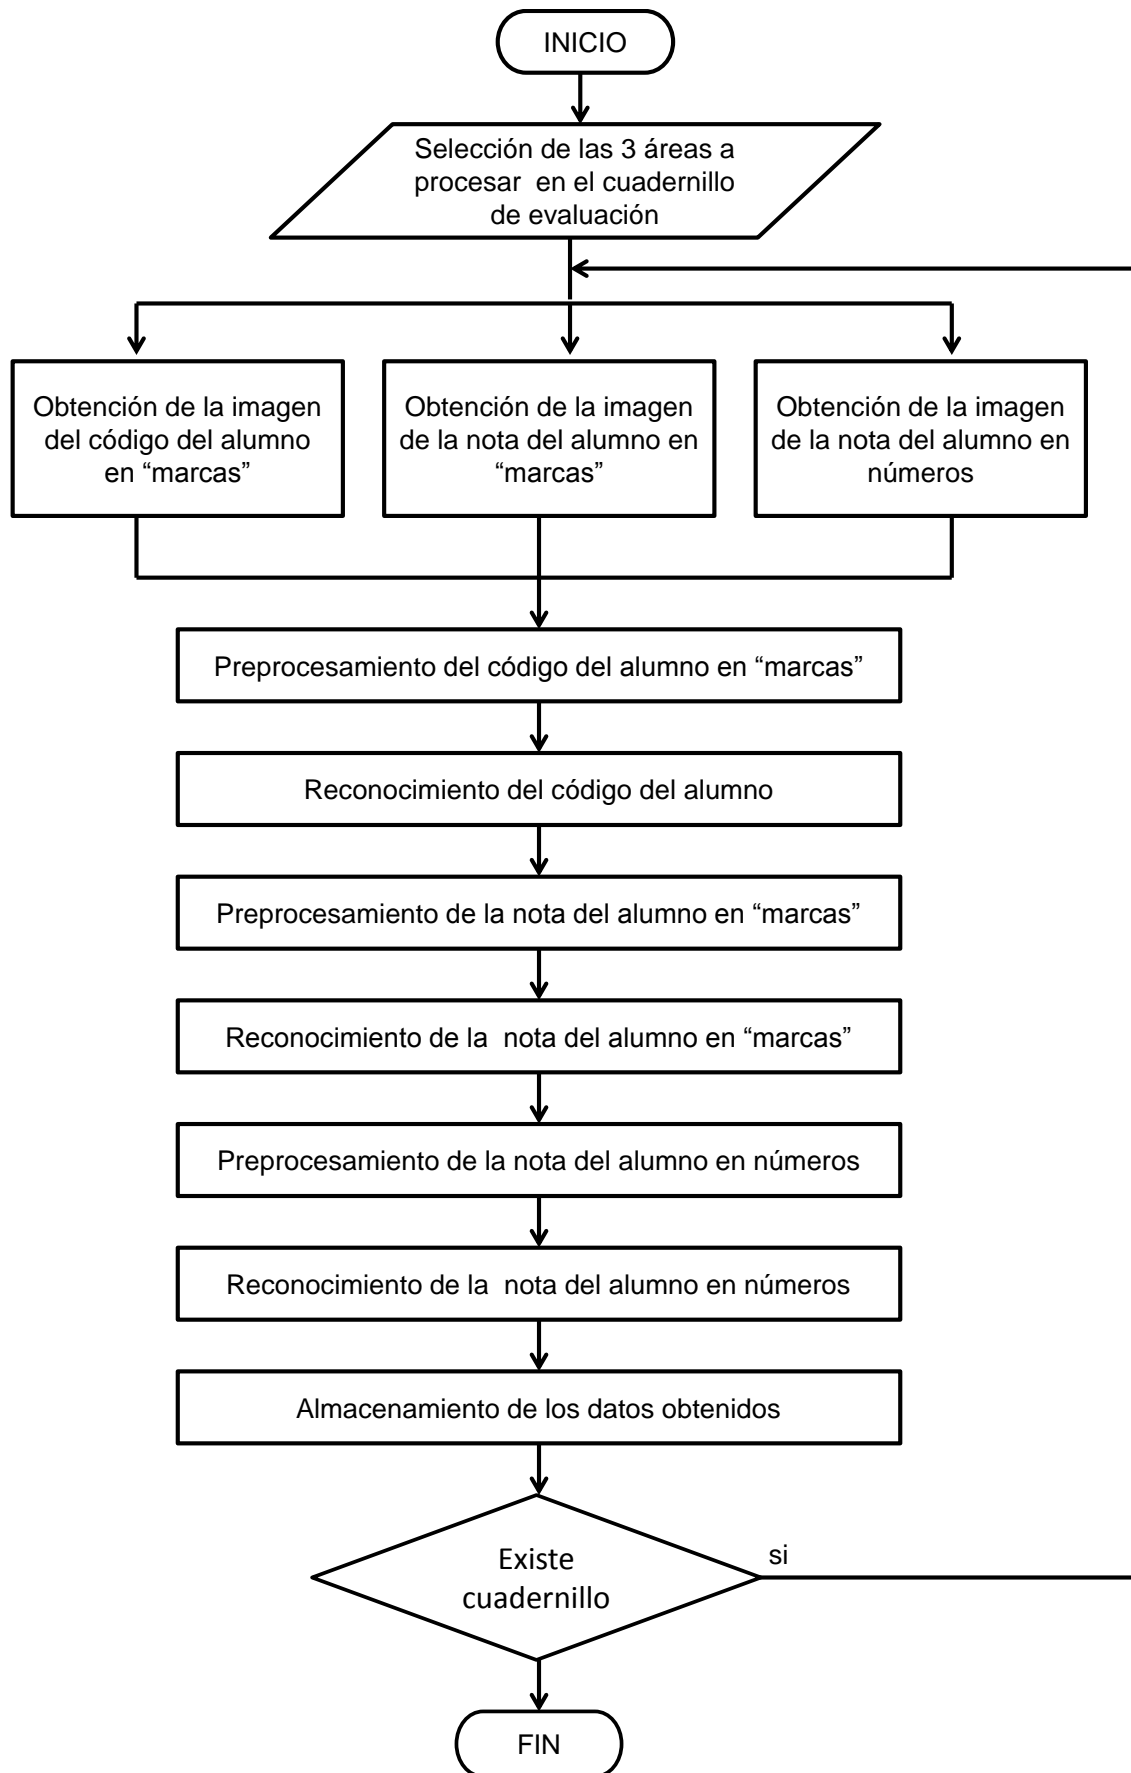 INICIO
Selección de las 3 áreas a
procesar en el cuadernillo
de evaluación
Obtención de la imagen
del código del alumno
en “marcas”
Obtención de la imagen
de la nota del alumno en
“marcas”
Obtención de la imagen
de la nota del alumno en
números
Preprocesamiento del código del alumno en “marcas”
Reconocimiento del código del alumno
Preprocesamiento de la nota del alumno en “marcas”
Reconocimiento de la nota del alumno en “marcas”
Preprocesamiento de la nota del alumno en números
Reconocimiento de la nota del alumno en números
Almacenamiento de los datos obtenidos
Existe
cuadernillo
si
FIN